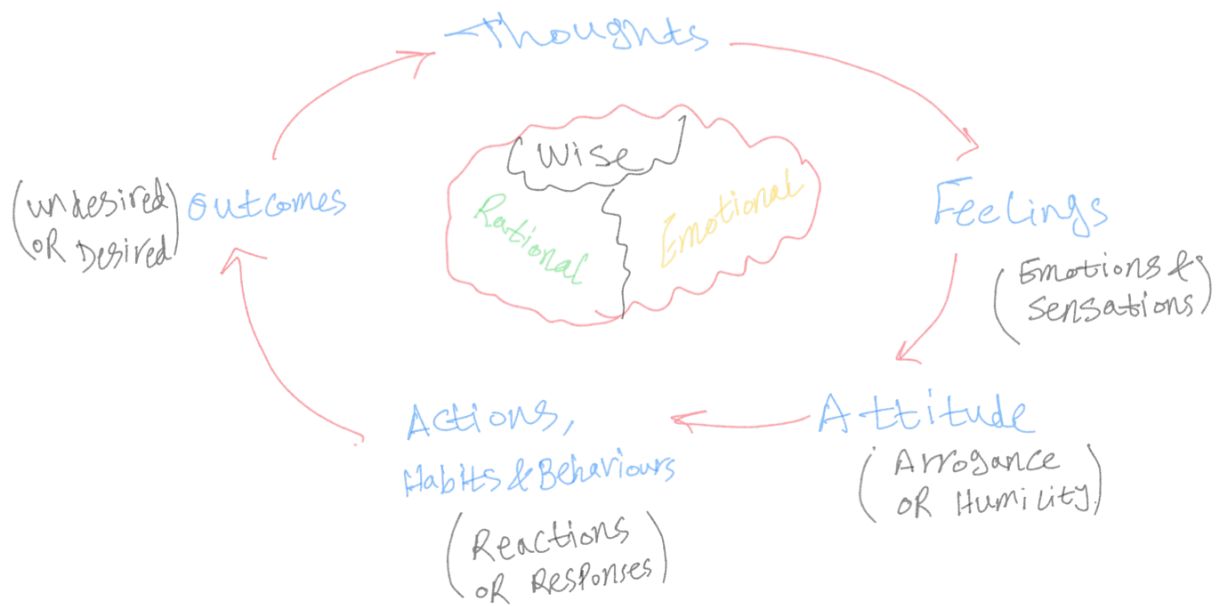 Thoughts
Wise
Rational
Emotional
Feelings
(Emotions &
Sensations)
Attitude
(Arrogance
OR Humility)
Actions,
Habits & Behaviours
(Reactions
OR Responses)
Outcomes
(undesired
OR Desired)